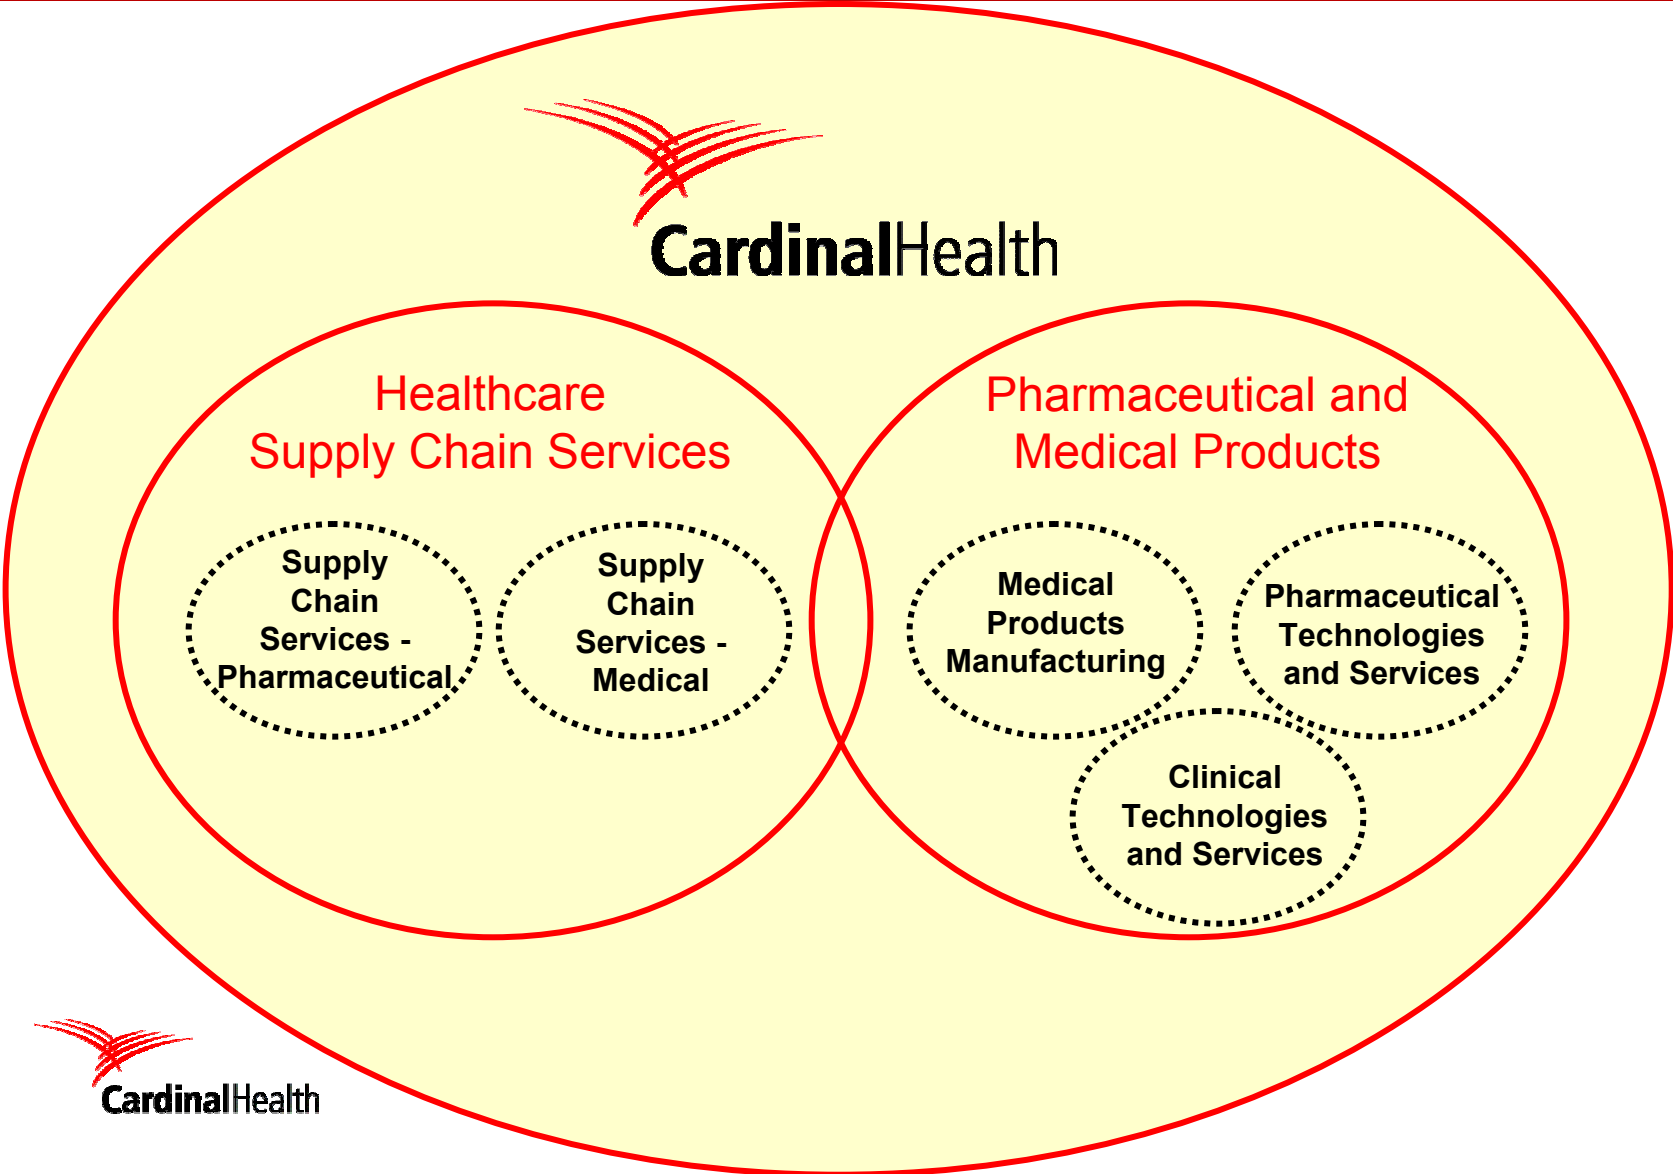 CardinalHealth
Healthcare
Supply Chain Services
Pharmaceutical and
Medical Products
Supply
Chain
Services -
Pharmaceutical
Supply
Chain
Services -
Medical
Medical
Products
Manufacturing
Pharmaceutical
Technologies
and Services
Clinical
Technologies
and Services
CardinalHealth